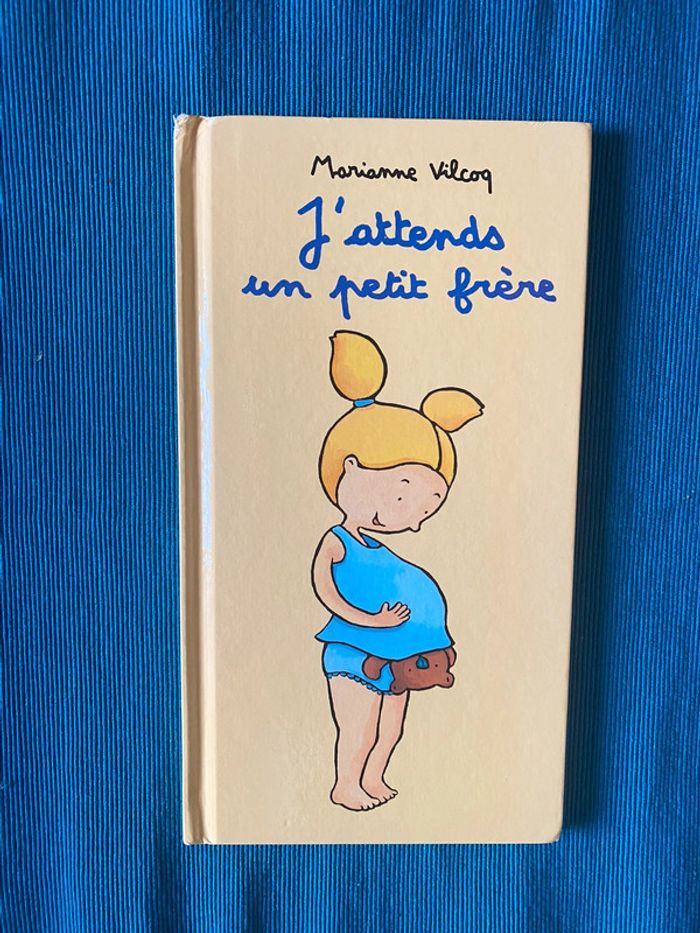 Marianne Vilcoq
J'attends
un petit frère